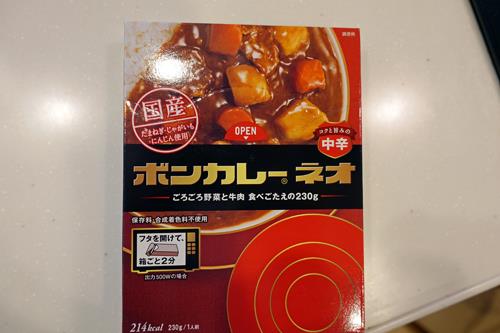 調理例
国産
たまねぎ・じゃがいも
・にんじん使用
OPEN
コクと旨みの
中辛
ボンカレー® ネオ
ごろごろ野菜と牛肉 食べごたえの230g
保存料・合成着色料不使用
フタを開けて、
箱ごと2分
出力500Wの場合
214kcal 230g/1人前